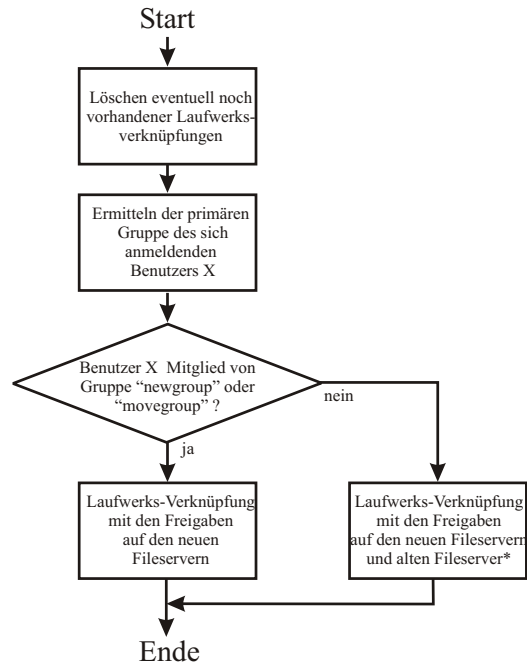 Start
Löschen eventuell noch
vorhandener Laufwerks-
verknüpfungen
Ermitteln der primären
Gruppe des sich
anmeldenden
Benutzers X
Benutzer X Mitglied von
Gruppe “newgroup” oder
“movegroup” ?
nein
ja
Laufwerks-Verknüpfung
mit den Freigaben
auf den neuen
Fileservern
Laufwerks-Verknüpfung
mit den Freigaben
auf den neuen Fileservern
und alten Fileserver*
Ende